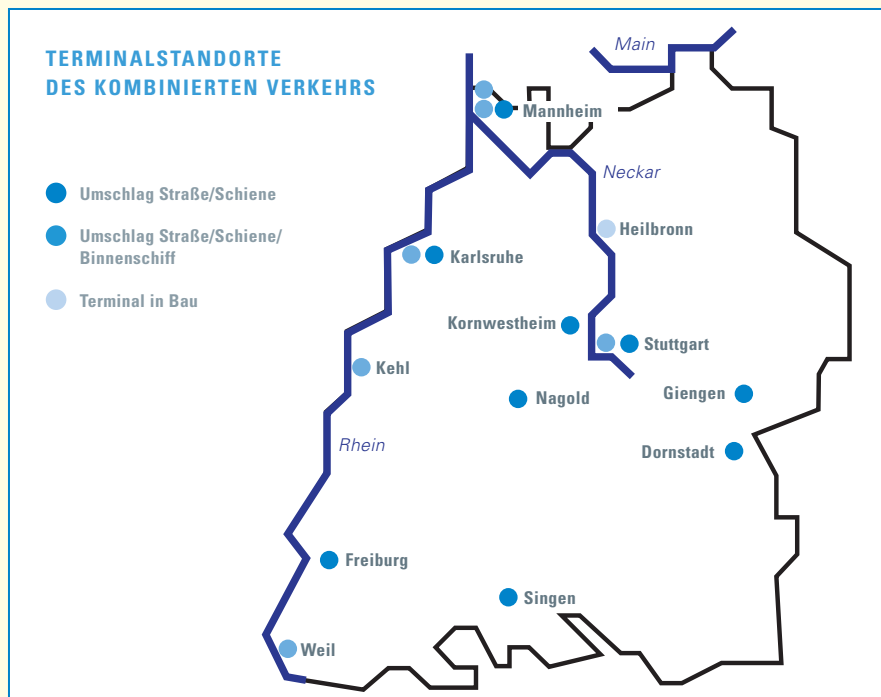 TERMINALSTANDORTE
DES KOMBINIERTEN VERKEHRS
Umschlag Straße/Schiene
Umschlag Straße/Schiene/
Binnenschiff
Terminal in Bau
Main
Mannheim
Neckar
Heilbronn
Karlsruhe
Kornwestheim
Stuttgart
Kehl
Nagold
Giengen
Rhein
Dornstadt
Freiburg
Singen
Weil